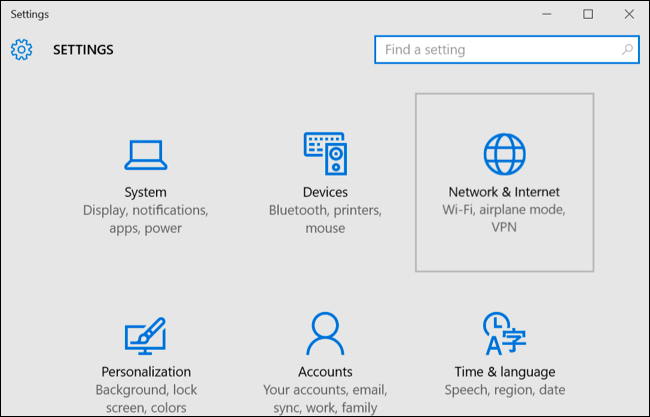 Settings
SETTINGS
Find a setting
System
Display, notifications,
apps, power
Devices
Bluetooth, printers,
mouse
Network & Internet
Wi-Fi, airplane mode,
VPN
Personalization
Background, lock
screen, colors
Accounts
Your accounts, email,
sync, work, family
Time & language
Speech, region, date